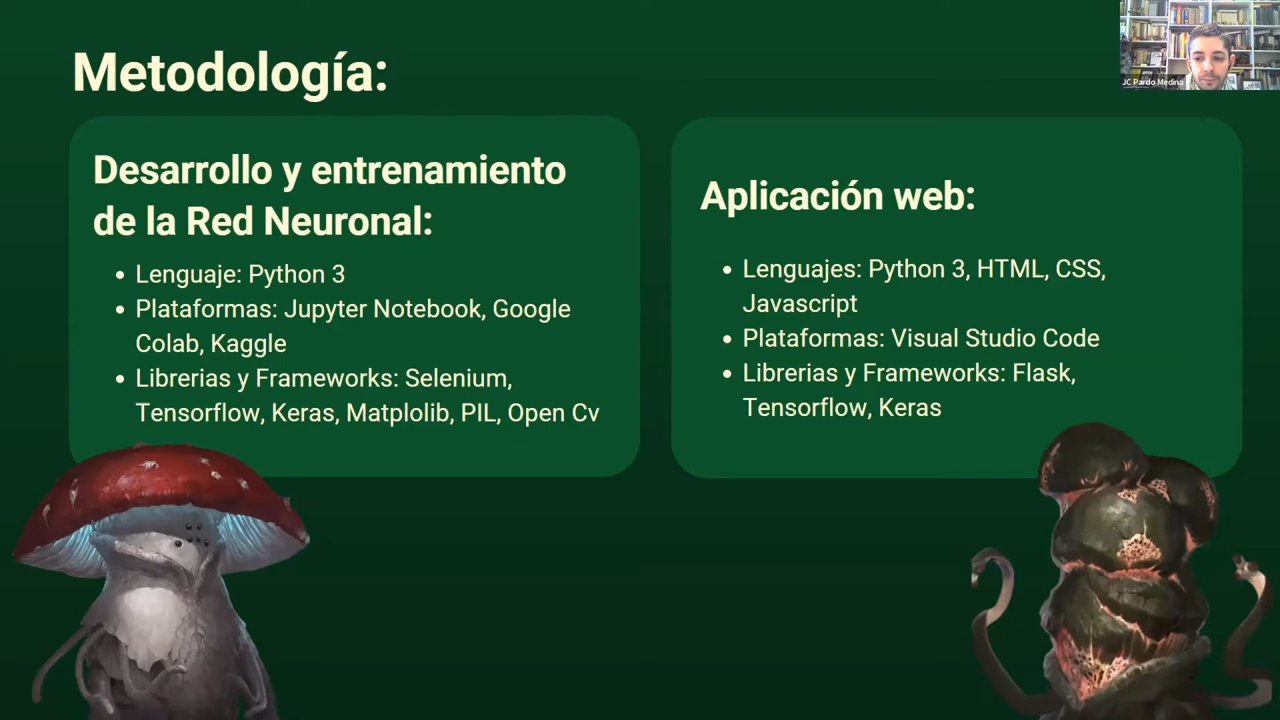 Metodología:
Desarrollo y entrenamiento
de la Red Neuronal:
• Lenguaje: Python 3
• Plataformas: Jupyter Notebook, Google
Colab, Kaggle
• Librerias y Frameworks: Selenium,
Tensorflow, Keras, Matplolib, PIL, Open Cv
Aplicación web:
• Lenguajes: Python 3, HTML, CSS,
Javascript
• Plataformas: Visual Studio Code
• Librerias y Frameworks: Flask,
Tensorflow, Keras
JC Pardo Medina